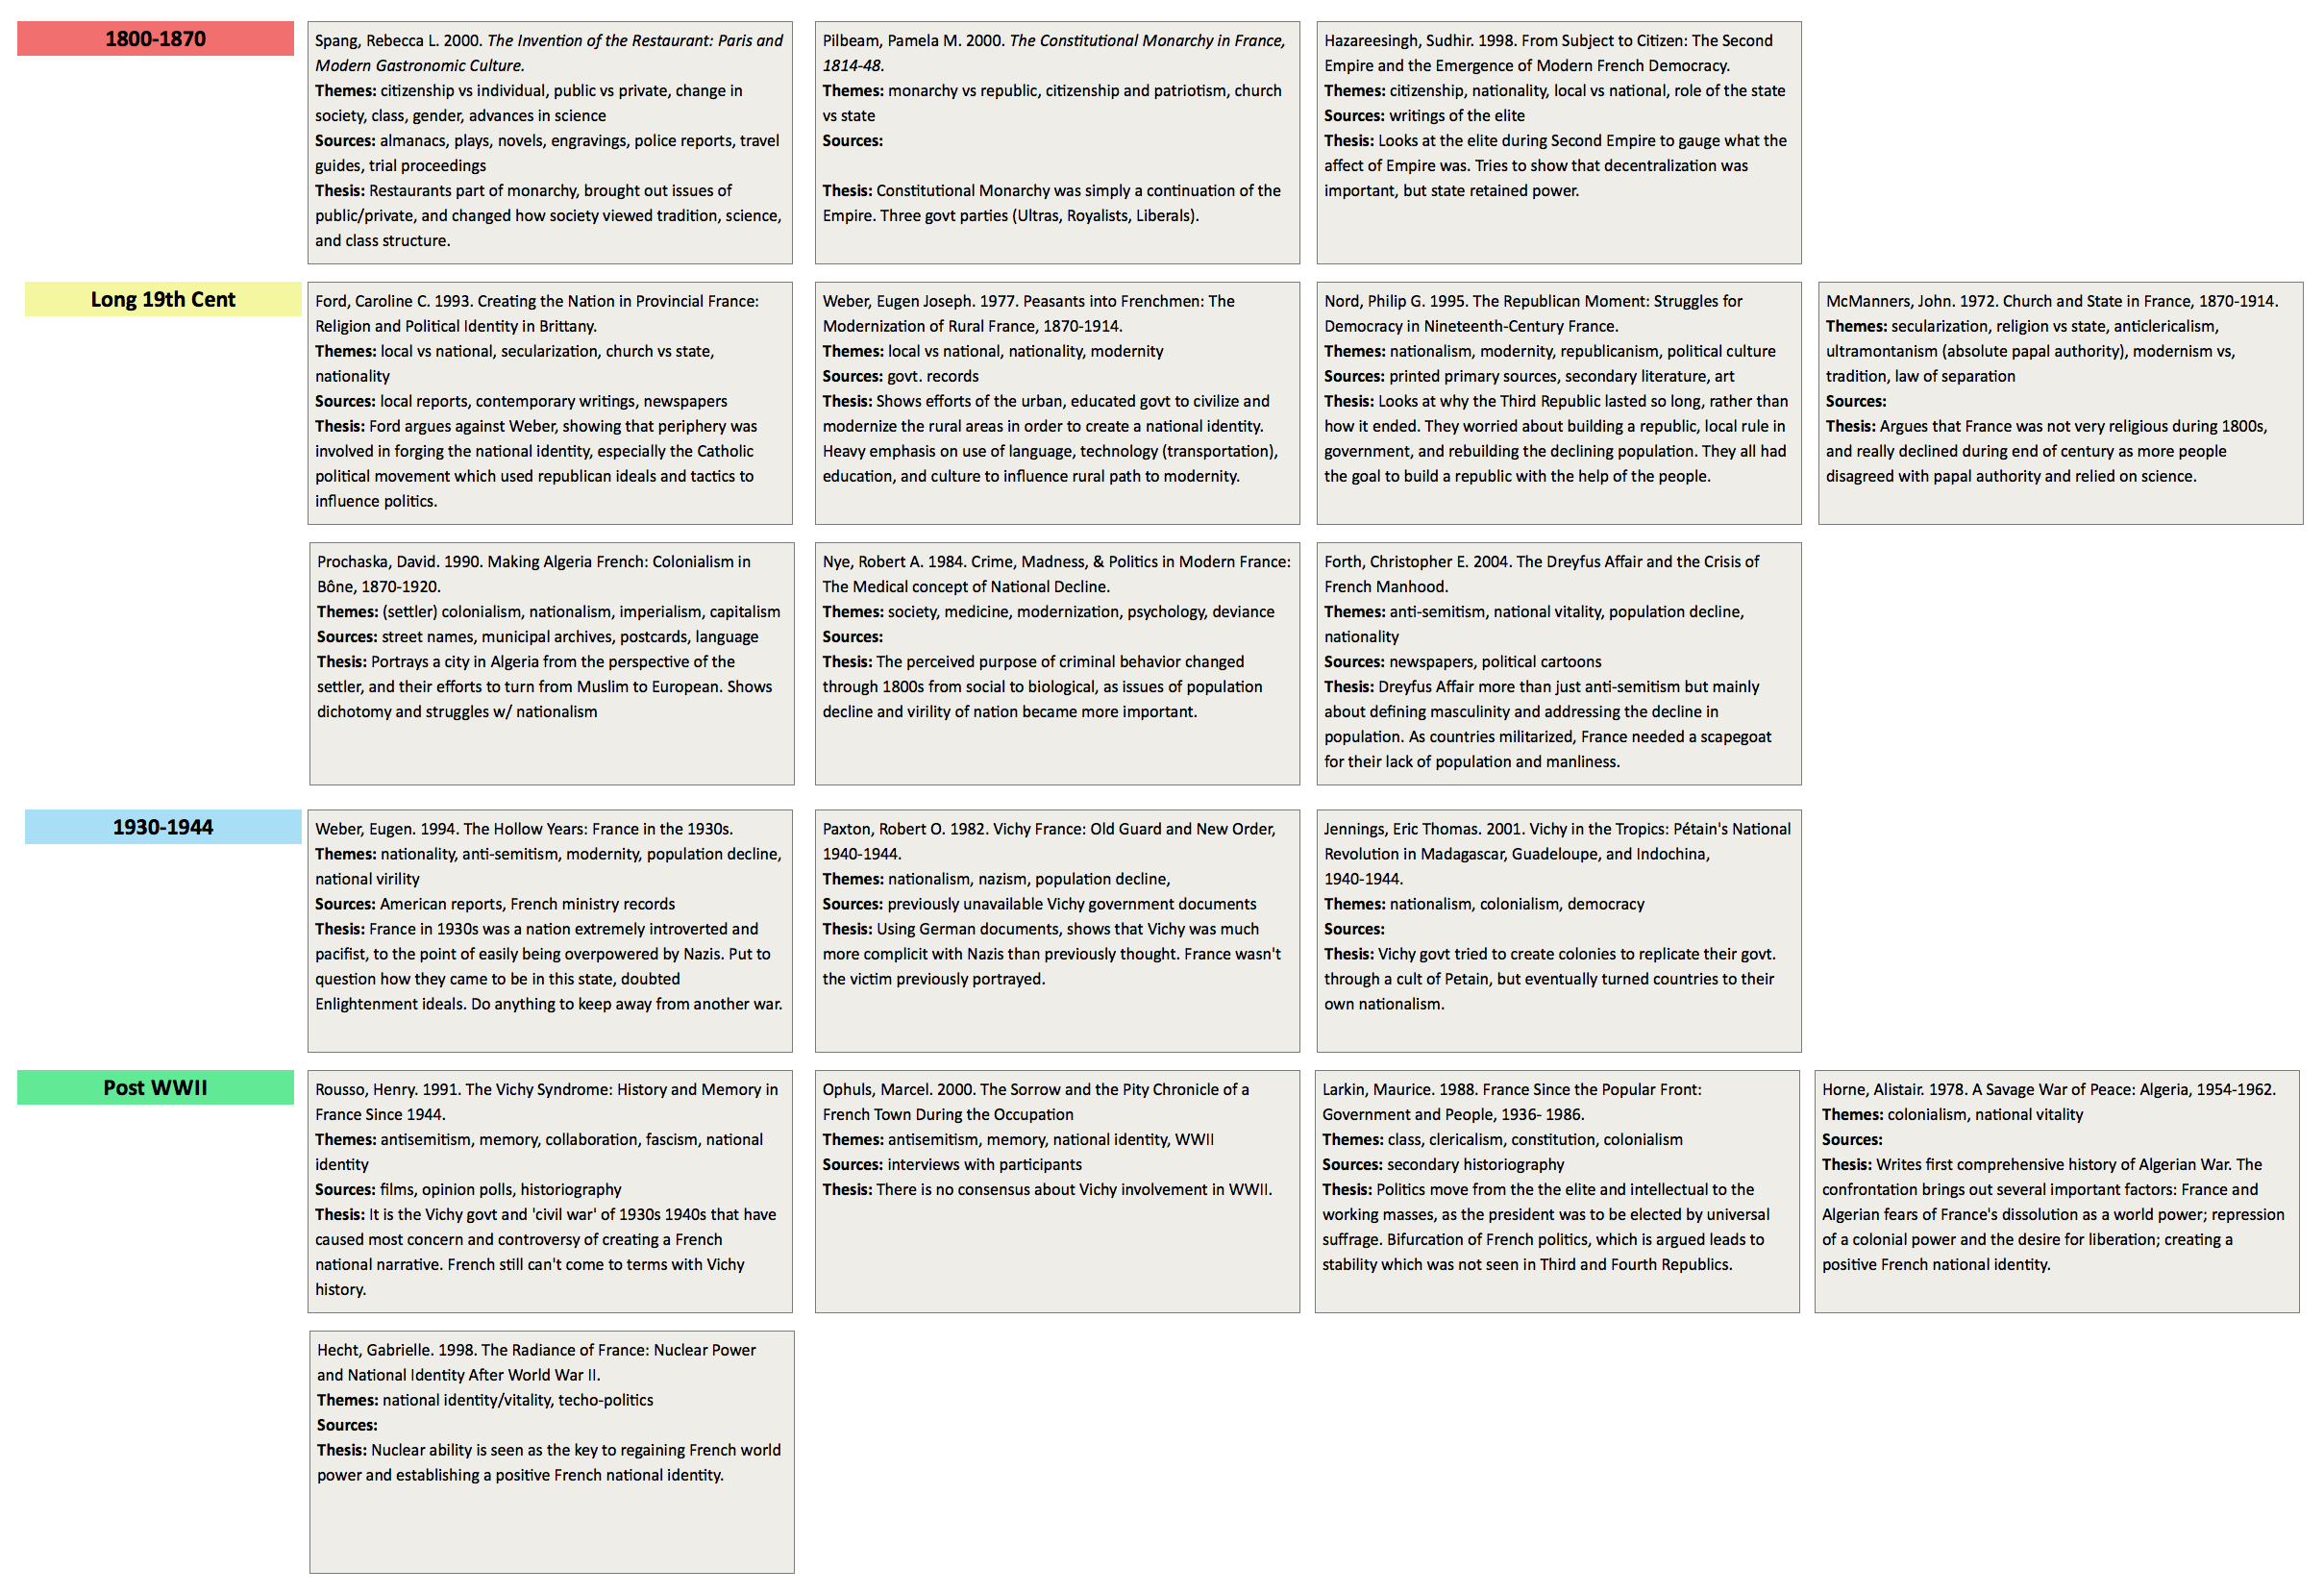 1800-1870
Spang, Rebecca L. 2000. The Invention of the Restaurant: Paris and
Modern Gastronomic Culture.
Themes: citizenship vs individual, public vs private, change in
society, class, gender, advances in science
Sources: almanacs, plays, novels, engravings, police reports, travel
guides, trial proceedings
Thesis: Restaurants part of monarchy, brought out issues of
public/private, and changed how society viewed tradition, science,
and class structure.
Pilbeam, Pamela M. 2000. The Constitutional Monarchy in France,
1814-48.
Themes: monarchy vs republic, citizenship and patriotism, church
vs state
Sources:
Thesis: Constitutional Monarchy was simply a continuation of the
Empire. Three govt parties (Ultras, Royalists, Liberals).
Hazareesingh, Sudhir. 1998. From Subject to Citizen: The Second
Empire and the Emergence of Modern French Democracy.
Themes: citizenship, nationality, local vs national, role of the state
Sources: writings of the elite
Thesis: Looks at the elite during Second Empire to gauge what the
affect of Empire was. Tries to show that decentralization was
important, but state retained power.
Long 19th Cent
Ford, Caroline C. 1993. Creating the Nation in Provincial France:
Religion and Political Identity in Brittany.
Themes: local vs national, secularization, church vs state,
nationality
Sources: local reports, contemporary writings, newspapers
Thesis: Ford argues against Weber, showing that periphery was
involved in forging the national identity, especially the Catholic
political movement which used republican ideals and tactics to
influence politics.
Weber, Eugen Joseph. 1977. Peasants into Frenchmen: The
Modernization of Rural France, 1870-1914.
Themes: local vs national, nationality, modernity
Sources: govt. records
Thesis: Shows efforts of the urban, educated govt to civilize and
modernize the rural areas in order to create a national identity.
Heavy emphasis on use of language, technology (transportation),
education, and culture to influence rural path to modernity.
Nord, Philip G. 1995. The Republican Moment: Struggles for
Democracy in Nineteenth-Century France.
Themes: nationalism, modernity, republicanism, political culture
Sources: printed primary sources, secondary literature, art
Thesis: Looks at why the Third Republic lasted so long, rather than
how it ended. They worried about building a republic, local rule in
government, and rebuilding the declining population. They all had
the goal to build a republic with the help of the people.
McManners, John. 1972. Church and State in France, 1870-1914.
Themes: secularization, religion vs state, anticlericalism,
ultramontanism (absolute papal authority), modernism vs,
tradition, law of separation
Sources:
Thesis: Argues that France was not very religious during 1800s,
and really declined during end of century as more people
disagreed with papal authority and relied on science.
Prochaska, David. 1990. Making Algeria French: Colonialism in
Bône, 1870-1920.
Themes: (settler) colonialism, nationalism, imperialism, capitalism
Sources: street names, municipal archives, postcards, language
Thesis: Portrays a city in Algeria from the perspective of the
settler, and their efforts to turn from Muslim to European. Shows
dichotomy and struggles w/ nationalism
Nye, Robert A. 1984. Crime, Madness, & Politics in Modern France:
The Medical concept of National Decline.
Themes: society, medicine, modernization, psychology, deviance
Sources:
Thesis: The perceived purpose of criminal behavior changed
through 1800s from social to biological, as issues of population
decline and virility of nation became more important.
Forth, Christopher E. 2004. The Dreyfus Affair and the Crisis of
French Manhood.
Themes: anti-semitism, national vitality, population decline,
nationality
Sources: newspapers, political cartoons
Thesis: Dreyfus Affair more than just anti-semitism but mainly
about defining masculinity and addressing the decline in
population. As countries militarized, France needed a scapegoat
for their lack of population and manliness.
1930-1944
Weber, Eugen. 1994. The Hollow Years: France in the 1930s.
Themes: nationality, anti-semitism, modernity, population decline,
national virility
Sources: American reports, French ministry records
Thesis: France in 1930s was a nation extremely introverted and
pacifist, to the point of easily being overpowered by Nazis. Put to
question how they came to be in this state, doubted
Enlightenment ideals. Do anything to keep away from another war.
Paxton, Robert O. 1982. Vichy France: Old Guard and New Order,
1940-1944.
Themes: nationalism, nazism, population decline,
Sources: previously unavailable Vichy government documents
Thesis: Using German documents, shows that Vichy was much
more complicit with Nazis than previously thought. France wasn't
the victim previously portrayed.
Jennings, Eric Thomas. 2001. Vichy in the Tropics: Pétain's National
Revolution in Madagascar, Guadeloupe, and Indochina,
1940-1944.
Themes: nationalism, colonialism, democracy
Sources:
Thesis: Vichy govt tried to create colonies to replicate their govt.
through a cult of Petain, but eventually turned countries to their
own nationalism.
Post WWII
Rousso, Henry. 1991. The Vichy Syndrome: History and Memory in
France Since 1944.
Themes: antisemitism, memory, collaboration, fascism, national
identity
Sources: films, opinion polls, historiography
Thesis: It is the Vichy govt and 'civil war' of 1930s 1940s that have
caused most concern and controversy of creating a French
national narrative. French still can't come to terms with Vichy
history.
Ophuls, Marcel. 2000. The Sorrow and the Pity Chronicle of a
French Town During the Occupation
Themes: antisemitism, memory, national identity, WWII
Sources: interviews with participants
Thesis: There is no consensus about Vichy involvement in WWII.
Larkin, Maurice. 1988. France Since the Popular Front:
Government and People, 1936- 1986.
Themes: class, clericalism, constitution, colonialism
Sources: secondary historiography
Thesis: Politics move from the the elite and intellectual to the
working masses, as the president was to be elected by universal
suffrage. Bifurcation of French politics, which is argued leads to
stability which was not seen in Third and Fourth Republics.
Horne, Alistair. 1978. A Savage War of Peace: Algeria, 1954-1962.
Themes: colonialism, national vitality
Sources:
Thesis: Writes first comprehensive history of Algerian War. The
confrontation brings out several important factors: France and
Algerian fears of France's dissolution as a world power; repression
of a colonial power and the desire for liberation; creating a
positive French national identity.
Hecht, Gabrielle. 1998. The Radiance of France: Nuclear Power
and National Identity After World War II.
Themes: national identity/vitality, techo-politics
Sources:
Thesis: Nuclear ability is seen as the key to regaining French world
power and establishing a positive French national identity.